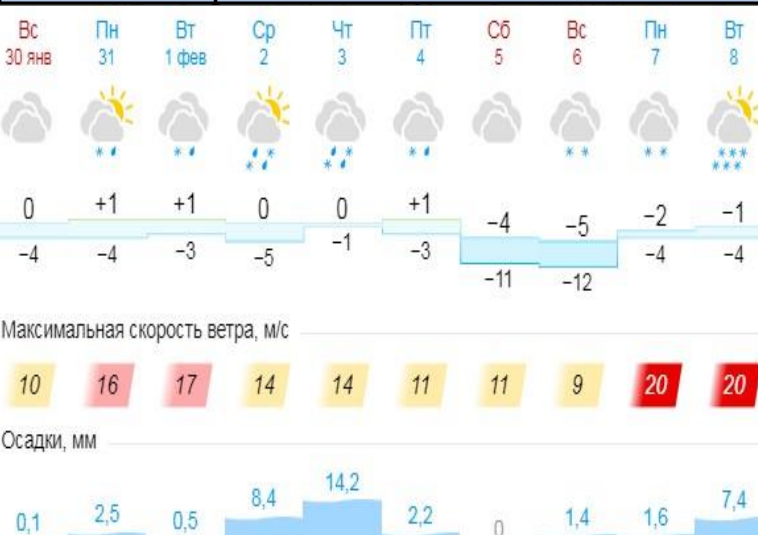 Вс Пн Вт Ср Чт Пт Сб Вс Пн Вт
30 янв 31 1 фев 2 3 4 5 6 7 8
0 +1 +1 0 0 +1 −4 −5 −2 −1
−4 −4 −3 −5 −1 −3 −11 −12 −4 −4
Максимальная скорость ветра, м/с
10 16 17 14 14 11 11 9 20 20
Осадки, мм
0,1 2,5 0,5 8,4 14,2 2,2 0 1,4 1,6 7,4